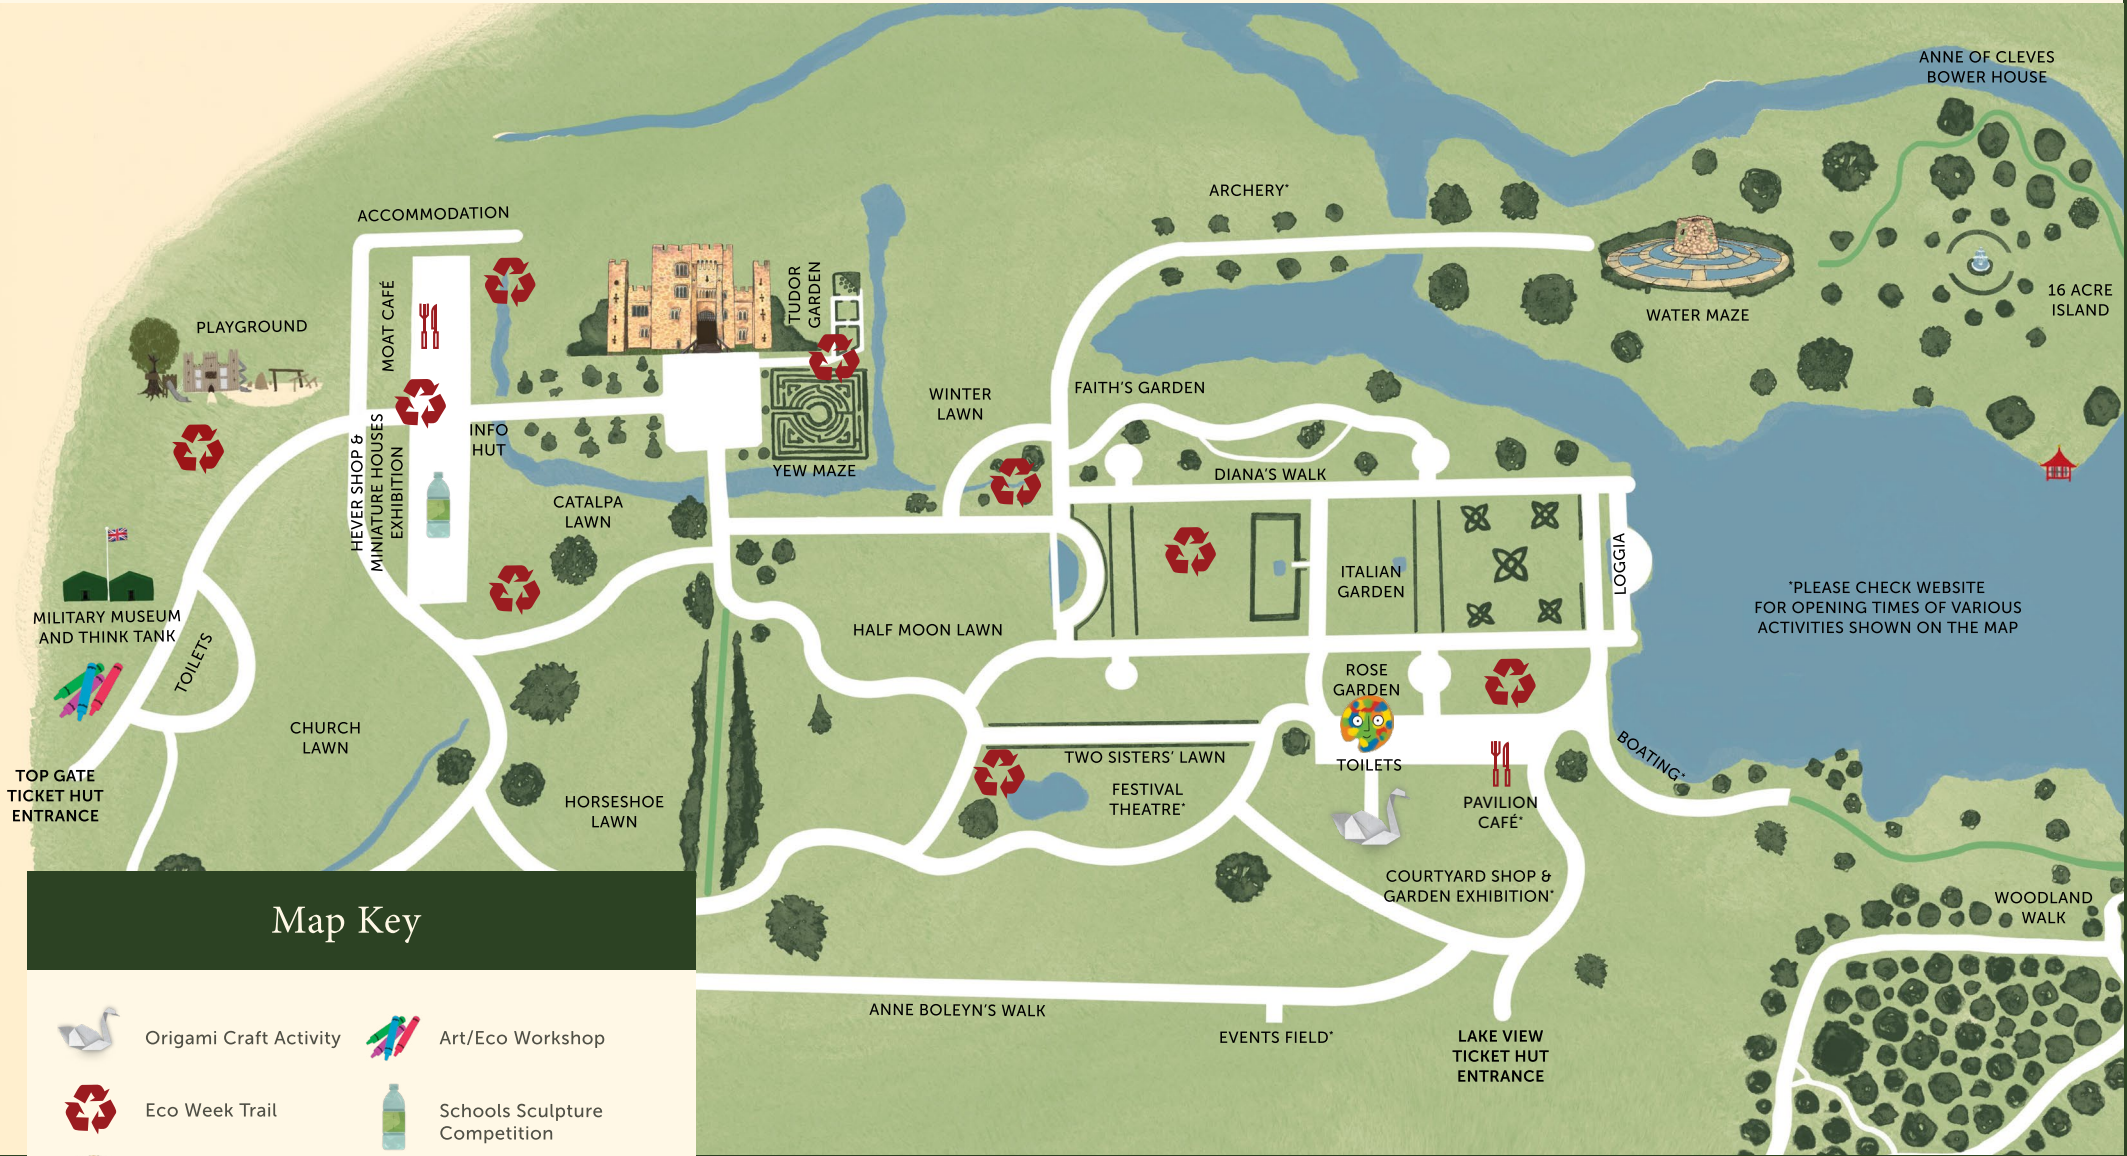 ANNE OF CLEVES
BOWER HOUSE
ARCHERY*
ACCOMMODATION
TUDOR
GARDEN
MOAT CAFÉ
PLAYGROUND
16 ACRE
ISLAND
WATER MAZE
FAITH'S GARDEN
WINTER
LAWN
HEVER SHOP &
MINIATURE HOUSES
EXHIBITION
INFO
HUT
YEW MAZE
DIANA'S WALK
CATALPA
LAWN
LOGGIA
ITALIAN
GARDEN
*PLEASE CHECK WEBSITE
FOR OPENING TIMES OF VARIOUS
ACTIVITIES SHOWN ON THE MAP
MILITARY MUSEUM
AND THINK TANK
TOILETS
HALF MOON LAWN
ROSE
GARDEN
CHURCH
LAWN
TWO SISTERS' LAWN
TOILETS
BOATING*
TOP GATE
TICKET HUT
ENTRANCE
HORSESHOE
LAWN
FESTIVAL
THEATRE*
PAVILION
CAFÉ*
COURTYARD SHOP &
GARDEN EXHIBITION*
WOODLAND
WALK
ANNE BOLEYN'S WALK
EVENTS FIELD*
LAKE VIEW
TICKET HUT
ENTRANCE
Map Key
Origami Craft Activity
Art/Eco Workshop
Eco Week Trail
Schools Sculpture
Competition